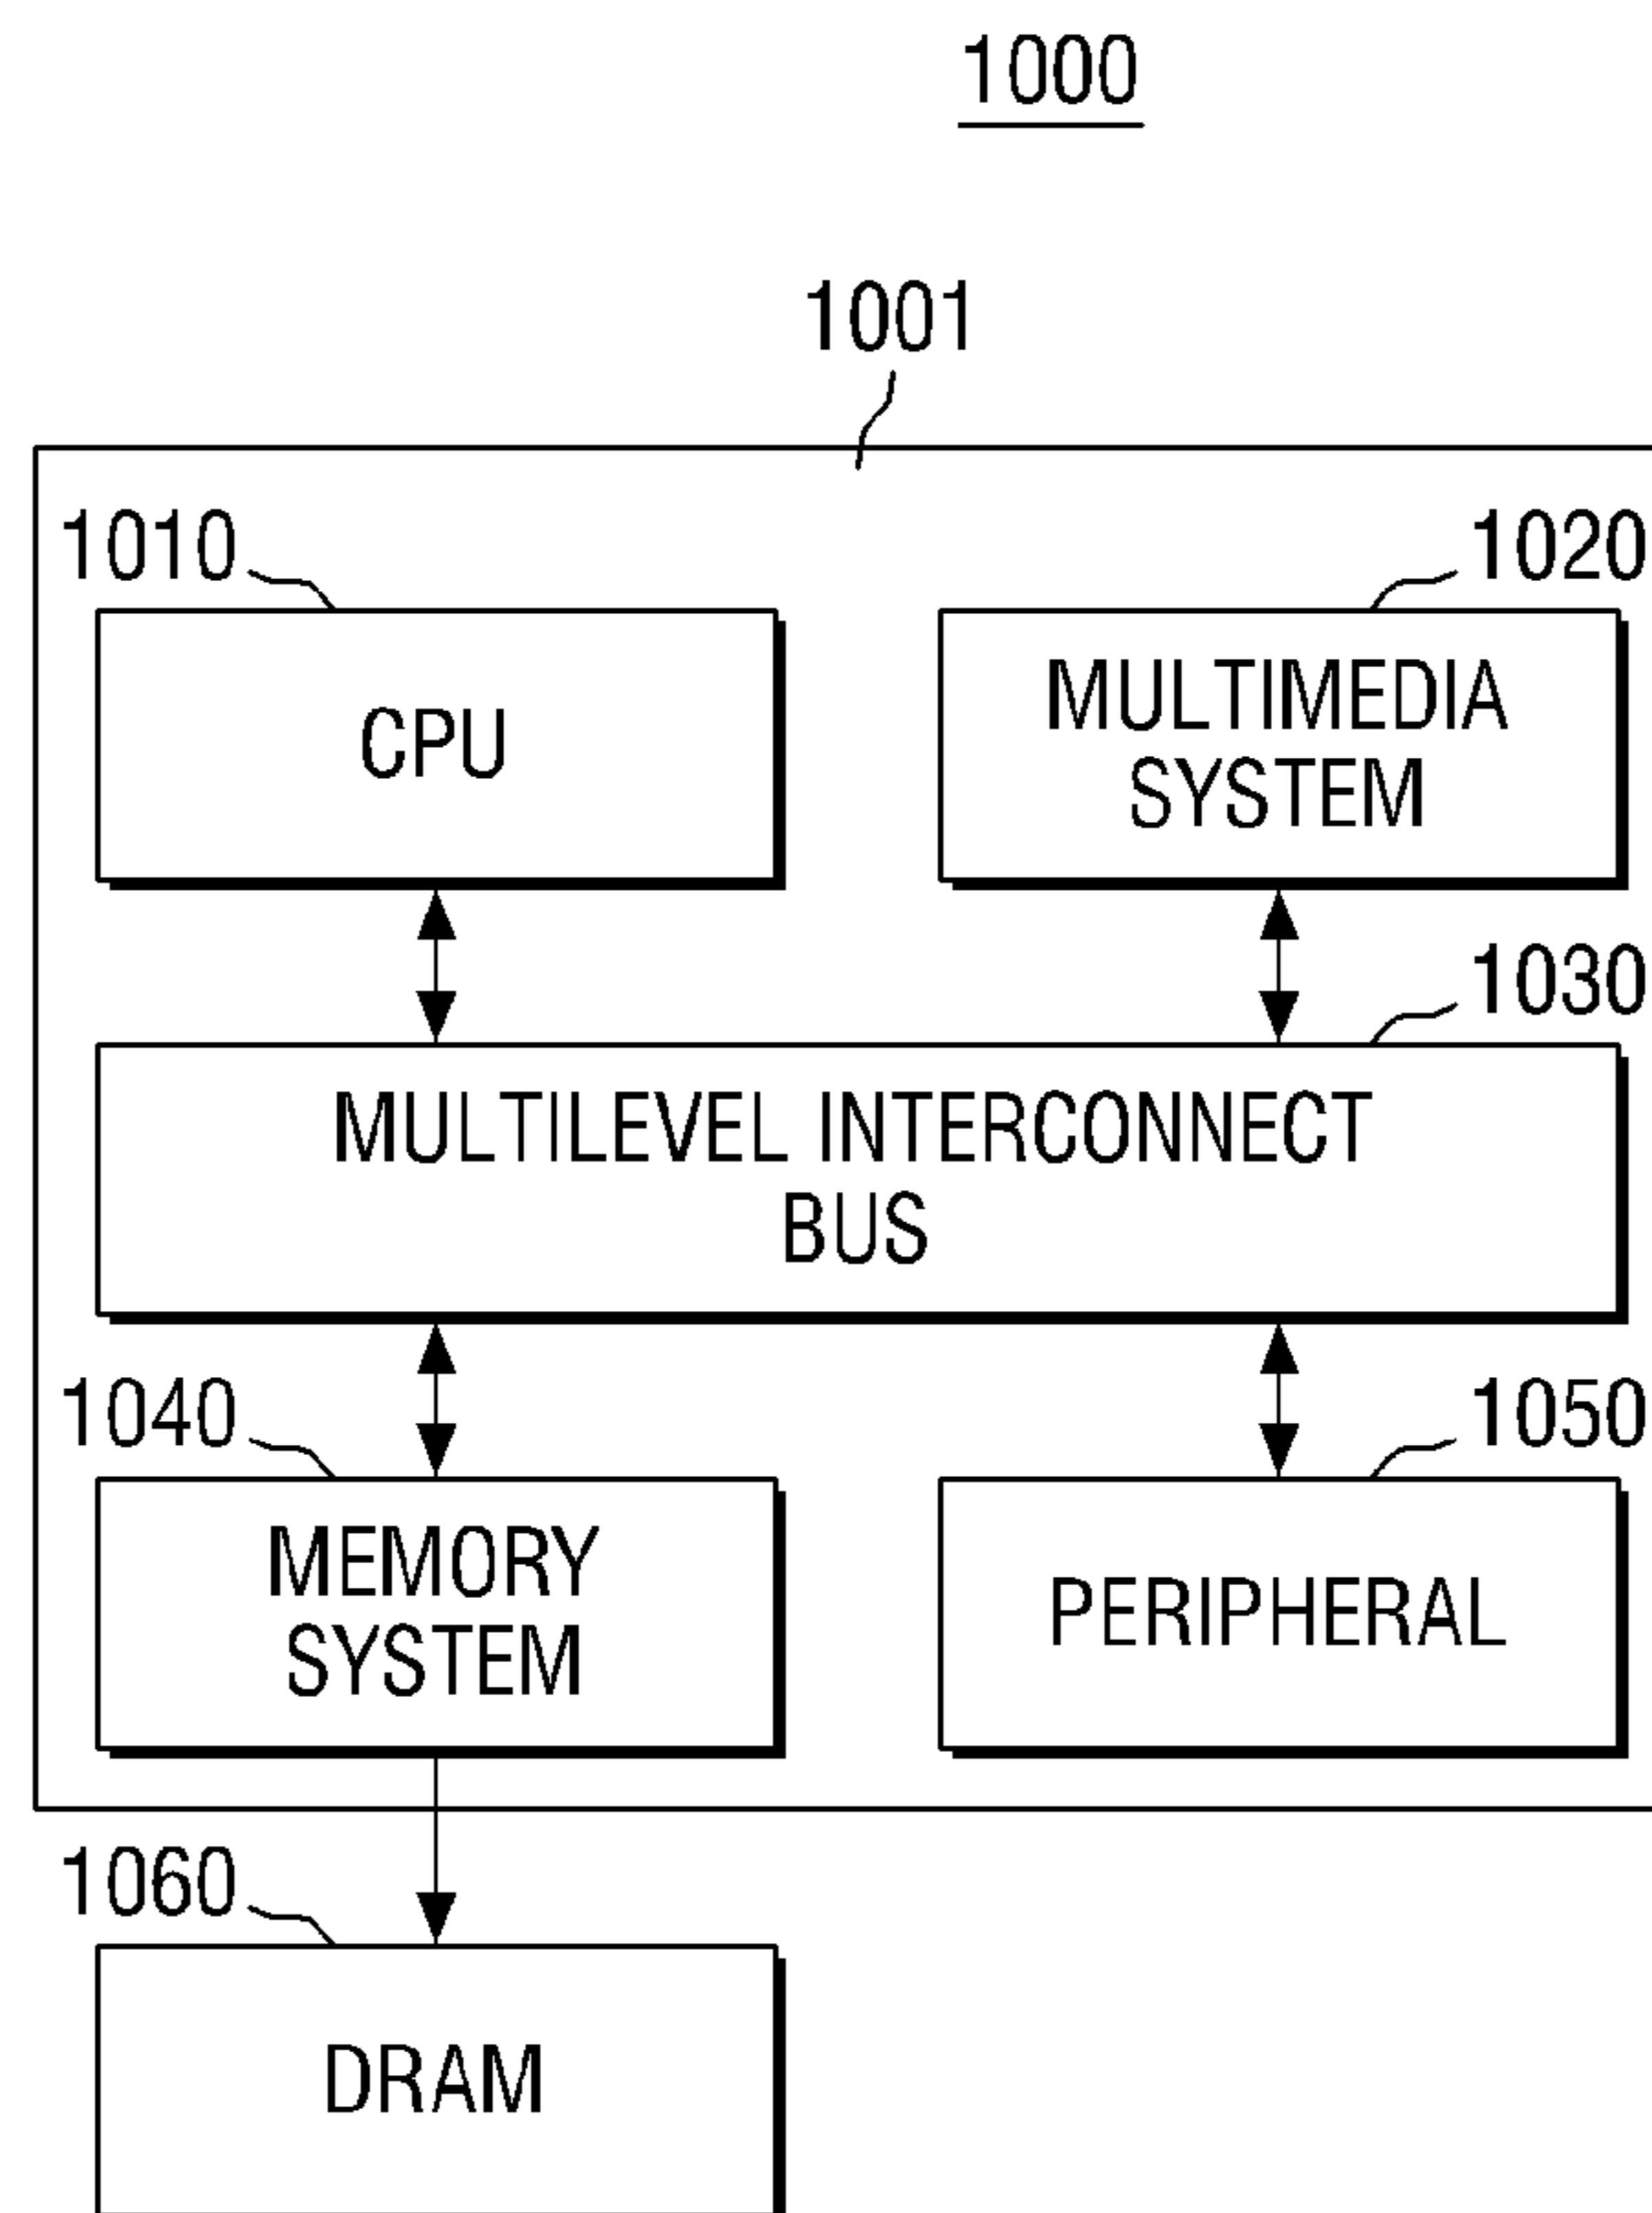 1000
1001
1010
1020
CPU
MULTIMEDIA
SYSTEM
1030
MULTILEVEL INTERCONNECT
BUS
1040
1050
MEMORY
SYSTEM
PERIPHERAL
1060
DRAM